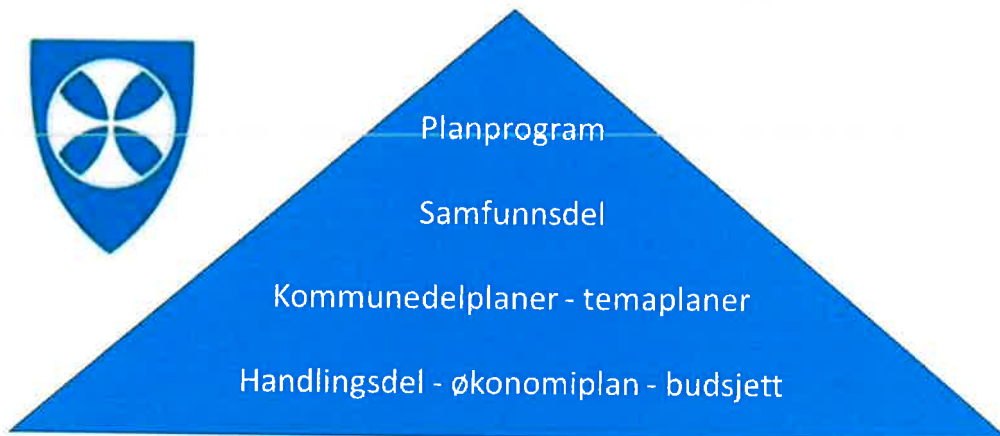 Planprogram
Samfunnsdel
Kommunedelplaner - temaplaner
Handlingsdel - økonomiplan - budsjett